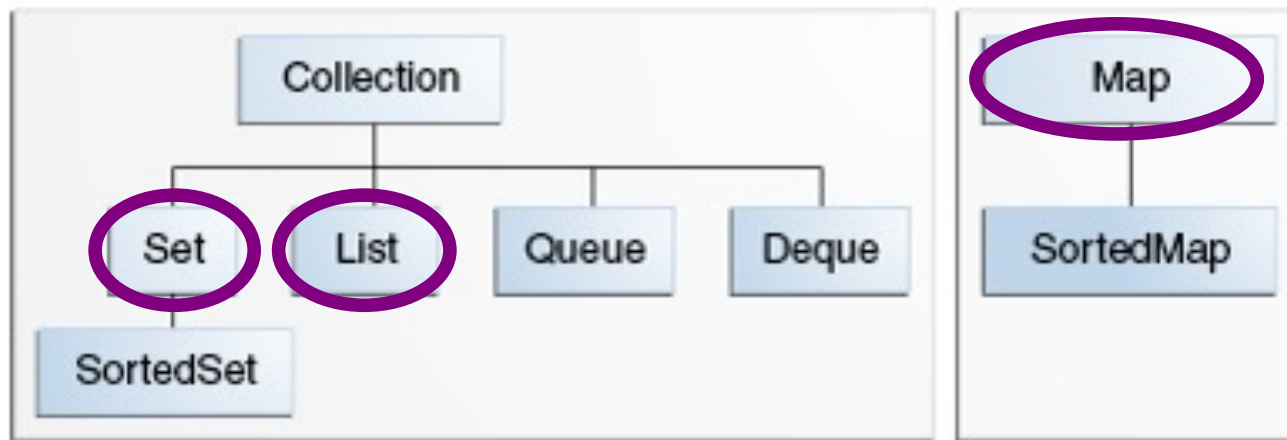 Collection
Map
Set
List
Queue
Deque
SortedMap
SortedSet